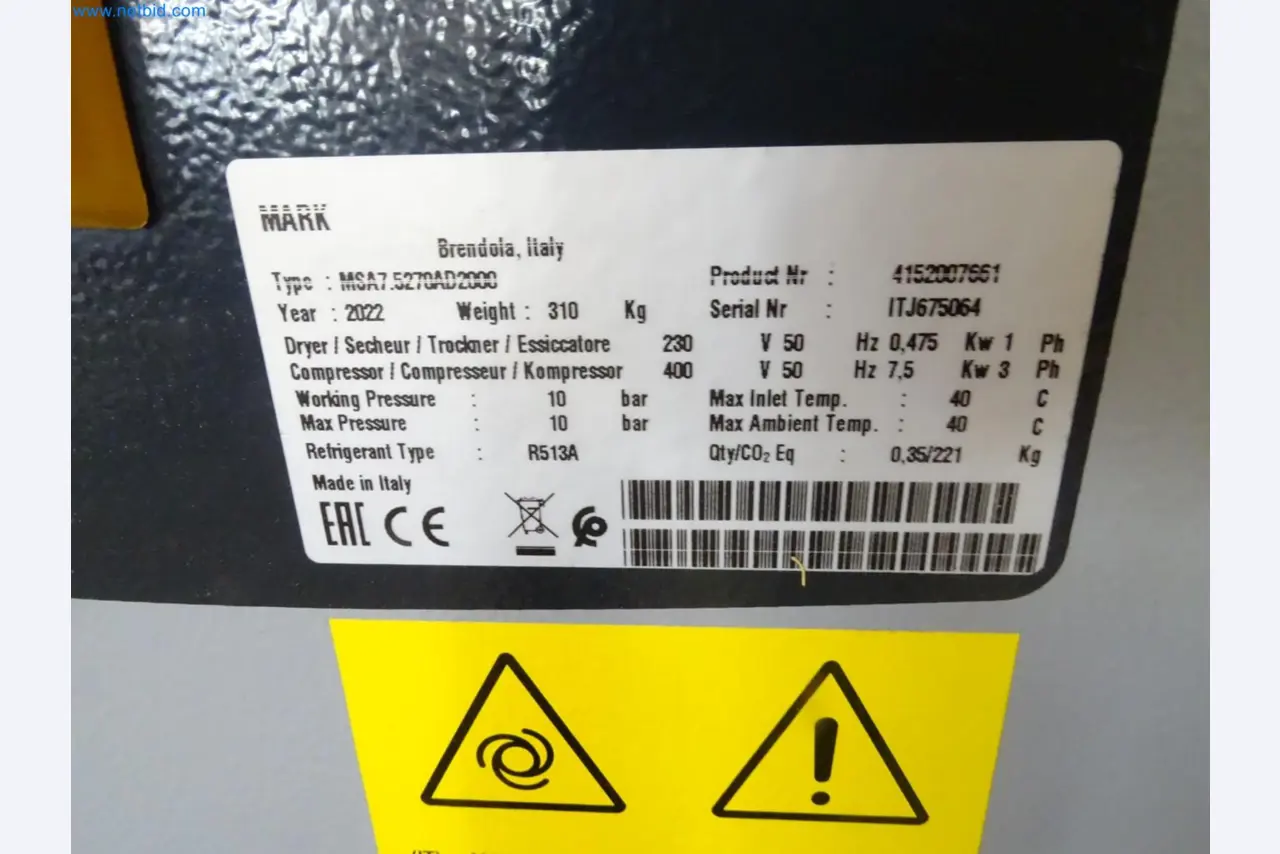 www.netbid.com
MARK
Brendola, Italy
Type : MSA7.5270AD2000 Product Nr : 4152007661
Year : 2022 Weight : 310 Kg Serial Nr : ITJ675064
Dryer / Secheur / Trockner / Essiccatore 230 V 50 Hz 0,475 Kw 1 Ph
Compressor / Compresseur / Kompressor 400 V 50 Hz 7,5 Kw 3 Ph
Working Pressure : 10 bar Max Inlet Temp. : 40 C
Max Pressure : 10 bar Max Ambient Temp. : 40 C
Refrigerant Type : R513A Qty/CO₂ Eq : 0,35/221 Kg
Made in Italy
EAC CE